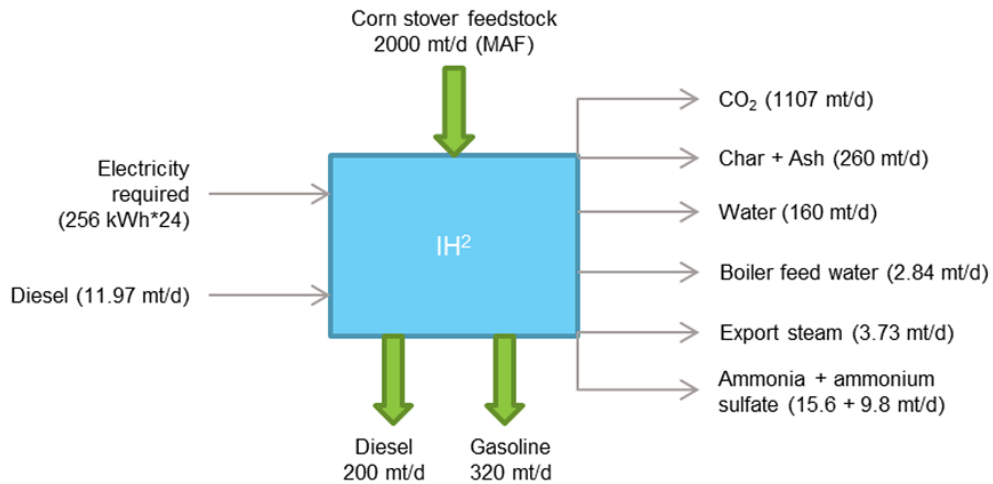 Corn stover feedstock
2000 mt/d (MAF)
Electricity
required
(256 kWh*24)
Diesel (11.97 mt/d)
IH²
CO₂ (1107 mt/d)
Char + Ash (260 mt/d)
Water (160 mt/d)
Boiler feed water (2.84 mt/d)
Export steam (3.73 mt/d)
Ammonia + ammonium
sulfate (15.6 + 9.8 mt/d)
Diesel
200 mt/d
Gasoline
320 mt/d